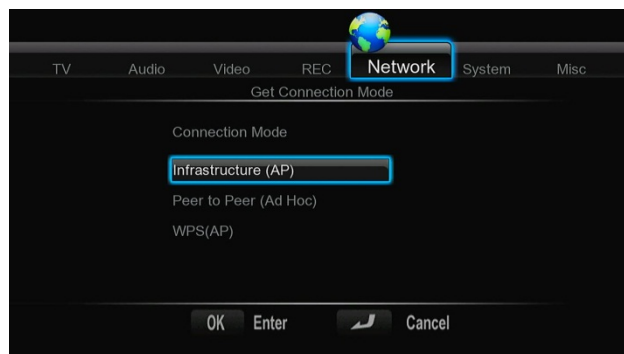 TV Audio Video REC Network System Misc
Get Connection Mode
Connection Mode
Infrastructure (AP)
Peer to Peer (Ad Hoc)
WPS(AP)
OK Enter Cancel